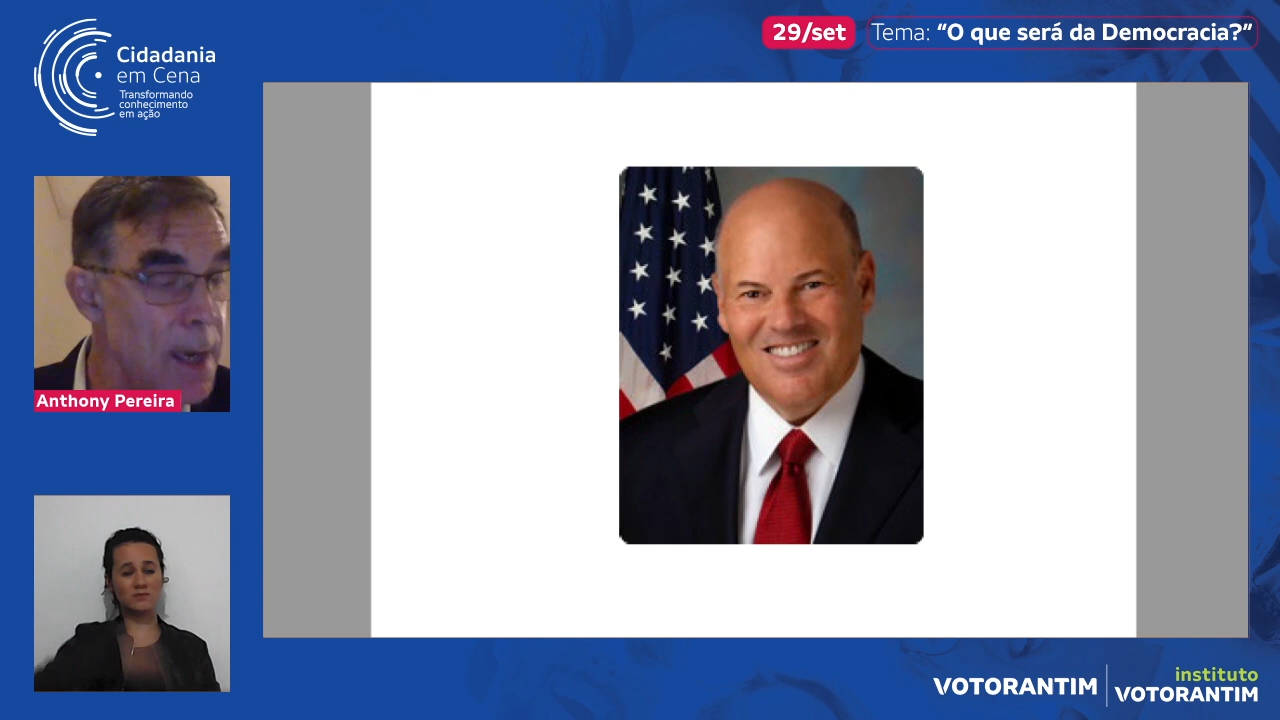 Cidadania
em Cena
Transformando
conhecimento
em ação
29/set Tema: “O que será da Democracia?”
Anthony Pereira
VOTORANTIM
instituto
VOTORANTIM